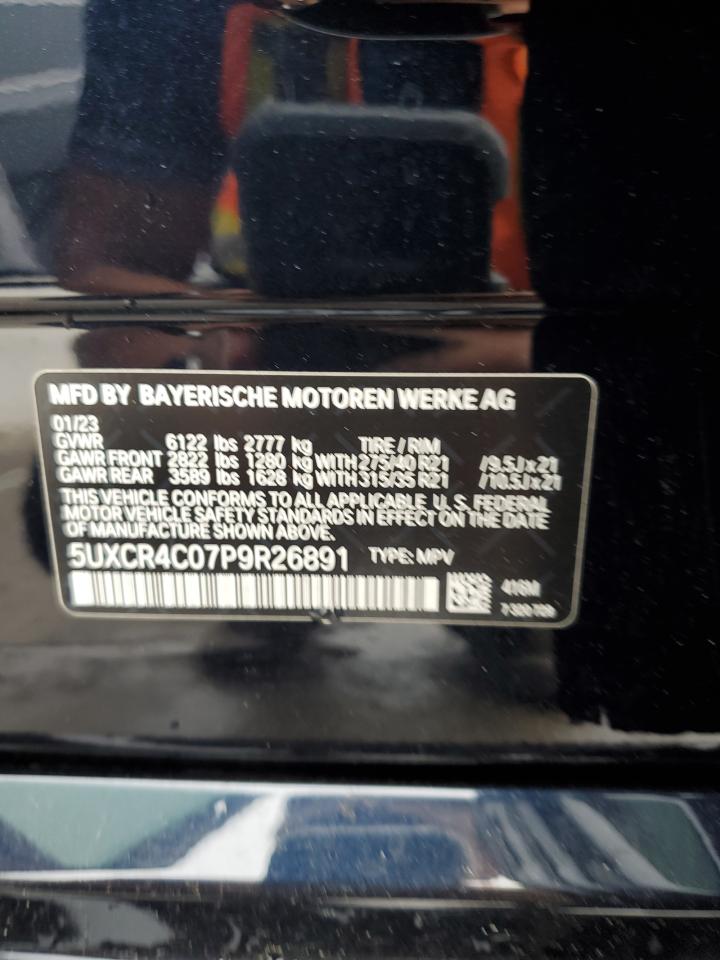 MFD BY BAYERISCHE MOTOREN WERKE AG
01/23
GVWR 6122 lbs 2777 kg TIRE / RIM
GAWR FRONT 2822 lbs 1280 kg WITH 275/40 R21 /9.5Jx21
GAWR REAR 3589 lbs 1628 kg WITH 315/35 R21 /10.5Jx21
THIS VEHICLE CONFORMS TO ALL APPLICABLE U. S. FEDERAL
MOTOR VEHICLE SAFETY STANDARDS IN EFFECT ON THE DATE
OF MANUFACTURE SHOWN ABOVE.
5UXCR4C07P9R26891 TYPE: MPV